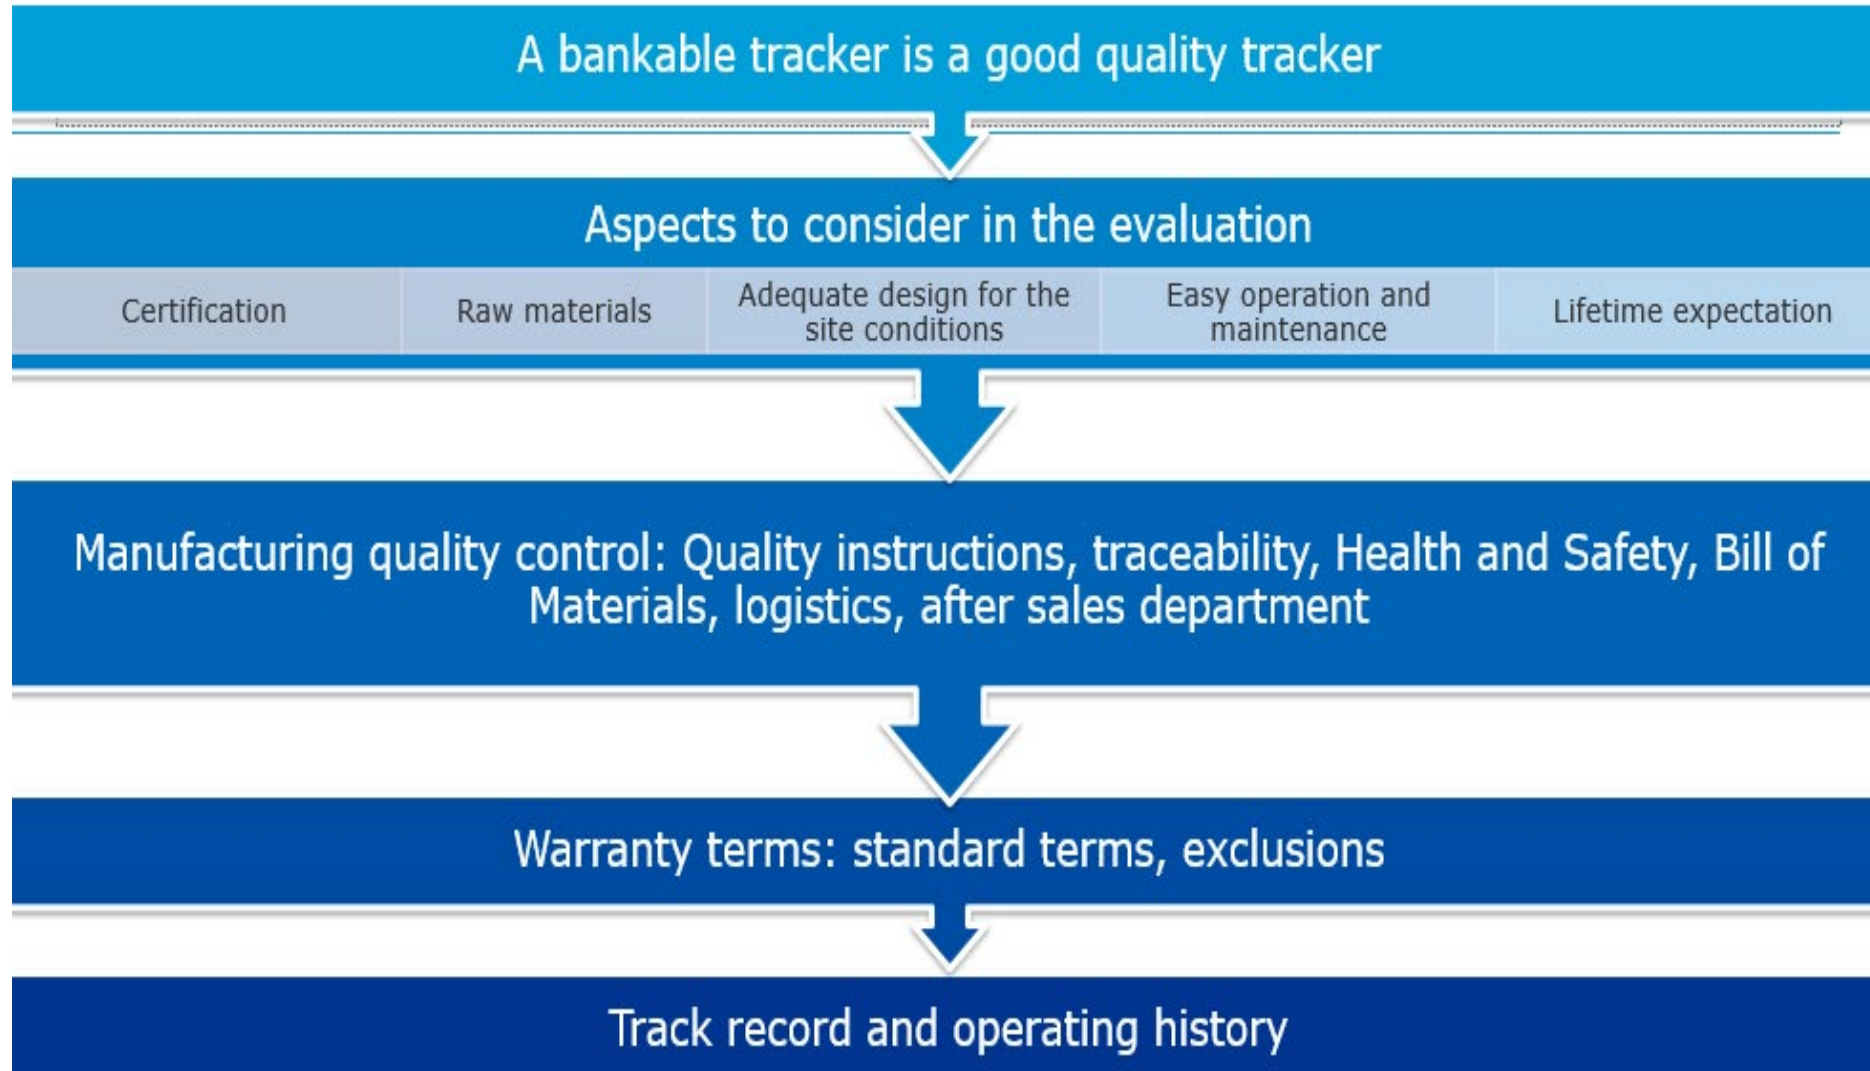 A bankable tracker is a good quality tracker
Aspects to consider in the evaluation
Certification
Raw materials
Adequate design for the
site conditions
Easy operation and
maintenance
Lifetime expectation
Manufacturing quality control: Quality instructions, traceability, Health and Safety, Bill of
Materials, logistics, after sales department
Warranty terms: standard terms, exclusions
Track record and operating history